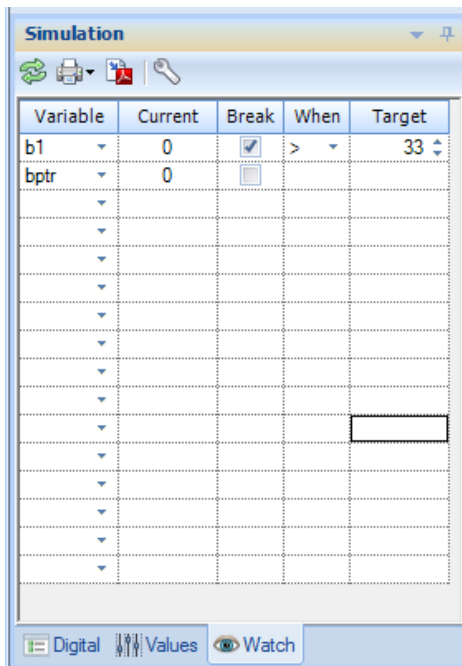 Simulation
Variable Current Break When Target
b1 0 > 33
bptr 0
Digital Values Watch